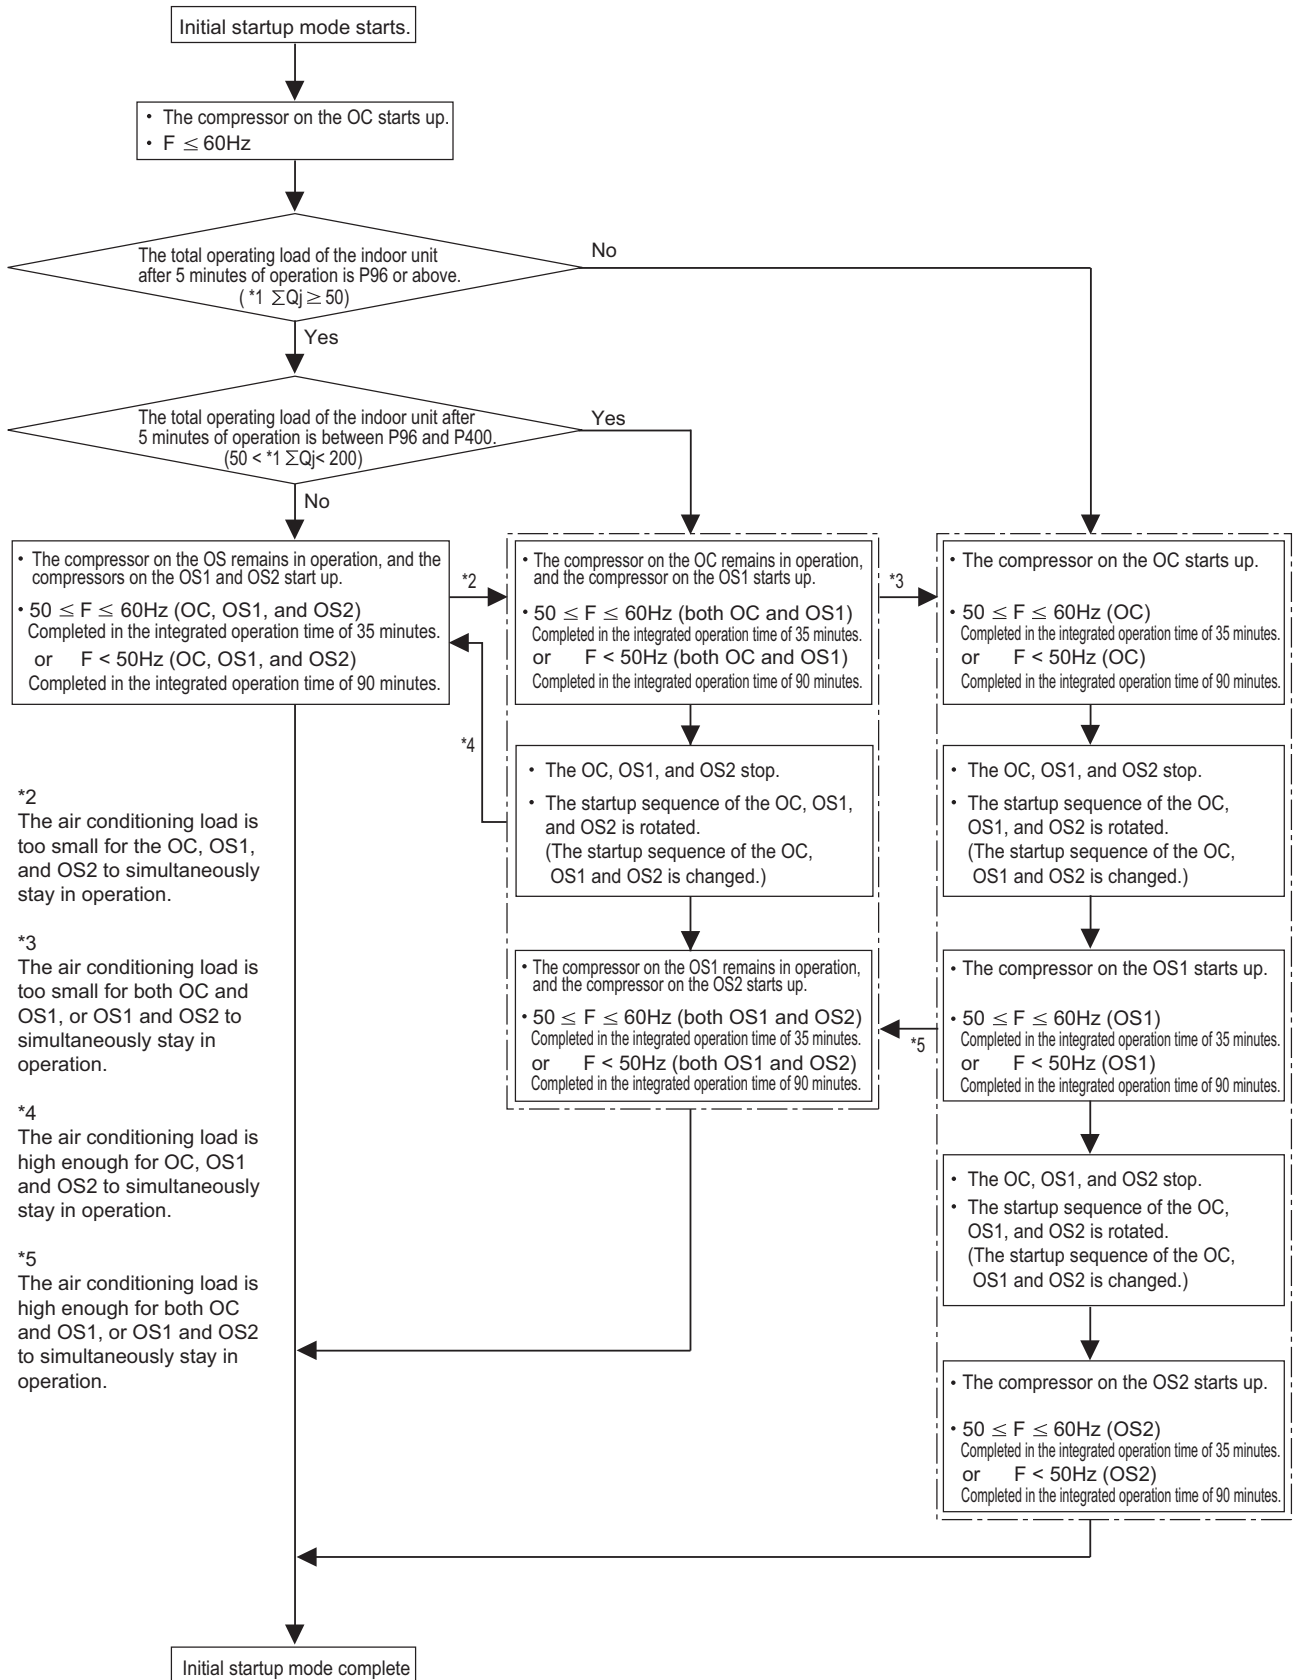 Initial startup mode starts.
• The compressor on the OC starts up.
• F ≤ 60Hz
The total operating load of the indoor unit
after 5 minutes of operation is P96 or above.
( *1 ∑Qj ≥ 50)
No
Yes
The total operating load of the indoor unit after
5 minutes of operation is between P96 and P400.
(50 < *1 ∑Qj< 200)
Yes
No
• The compressor on the OS remains in operation, and the
compressors on the OS1 and OS2 start up.
• 50 ≤ F ≤ 60Hz (OC, OS1, and OS2)
Completed in the integrated operation time of 35 minutes.
or F < 50Hz (OC, OS1, and OS2)
Completed in the integrated operation time of 90 minutes.
*2
• The compressor on the OC remains in operation,
and the compressor on the OS1 starts up.
• 50 ≤ F ≤ 60Hz (both OC and OS1)
Completed in the integrated operation time of 35 minutes.
or F < 50Hz (both OC and OS1)
Completed in the integrated operation time of 90 minutes.
*3
• The compressor on the OC starts up.
• 50 ≤ F ≤ 60Hz (OC)
Completed in the integrated operation time of 35 minutes.
or F < 50Hz (OC)
Completed in the integrated operation time of 90 minutes.
*4
• The OC, OS1, and OS2 stop.
• The startup sequence of the OC, OS1,
and OS2 is rotated.
(The startup sequence of the OC,
OS1 and OS2 is changed.)
• The OC, OS1, and OS2 stop.
• The startup sequence of the OC,
OS1, and OS2 is rotated.
(The startup sequence of the OC,
OS1 and OS2 is changed.)
• The compressor on the OS1 remains in operation,
and the compressor on the OS2 starts up.
• 50 ≤ F ≤ 60Hz (both OS1 and OS2)
Completed in the integrated operation time of 35 minutes.
or F < 50Hz (both OS1 and OS2)
Completed in the integrated operation time of 90 minutes.
*5
• The compressor on the OS1 starts up.
• 50 ≤ F ≤ 60Hz (OS1)
Completed in the integrated operation time of 35 minutes.
or F < 50Hz (OS1)
Completed in the integrated operation time of 90 minutes.
• The OC, OS1, and OS2 stop.
• The startup sequence of the OC,
OS1, and OS2 is rotated.
(The startup sequence of the OC,
OS1 and OS2 is changed.)
• The compressor on the OS2 starts up.
• 50 ≤ F ≤ 60Hz (OS2)
Completed in the integrated operation time of 35 minutes.
or F < 50Hz (OS2)
Completed in the integrated operation time of 90 minutes.
*2
The air conditioning load is
too small for the OC, OS1,
and OS2 to simultaneously
stay in operation.
*3
The air conditioning load is
too small for both OC and
OS1, or OS1 and OS2 to
simultaneously stay in
operation.
*4
The air conditioning load is
high enough for OC, OS1
and OS2 to simultaneously
stay in operation.
*5
The air conditioning load is
high enough for both OC
and OS1, or OS1 and OS2
to simultaneously stay in
operation.
Initial startup mode complete